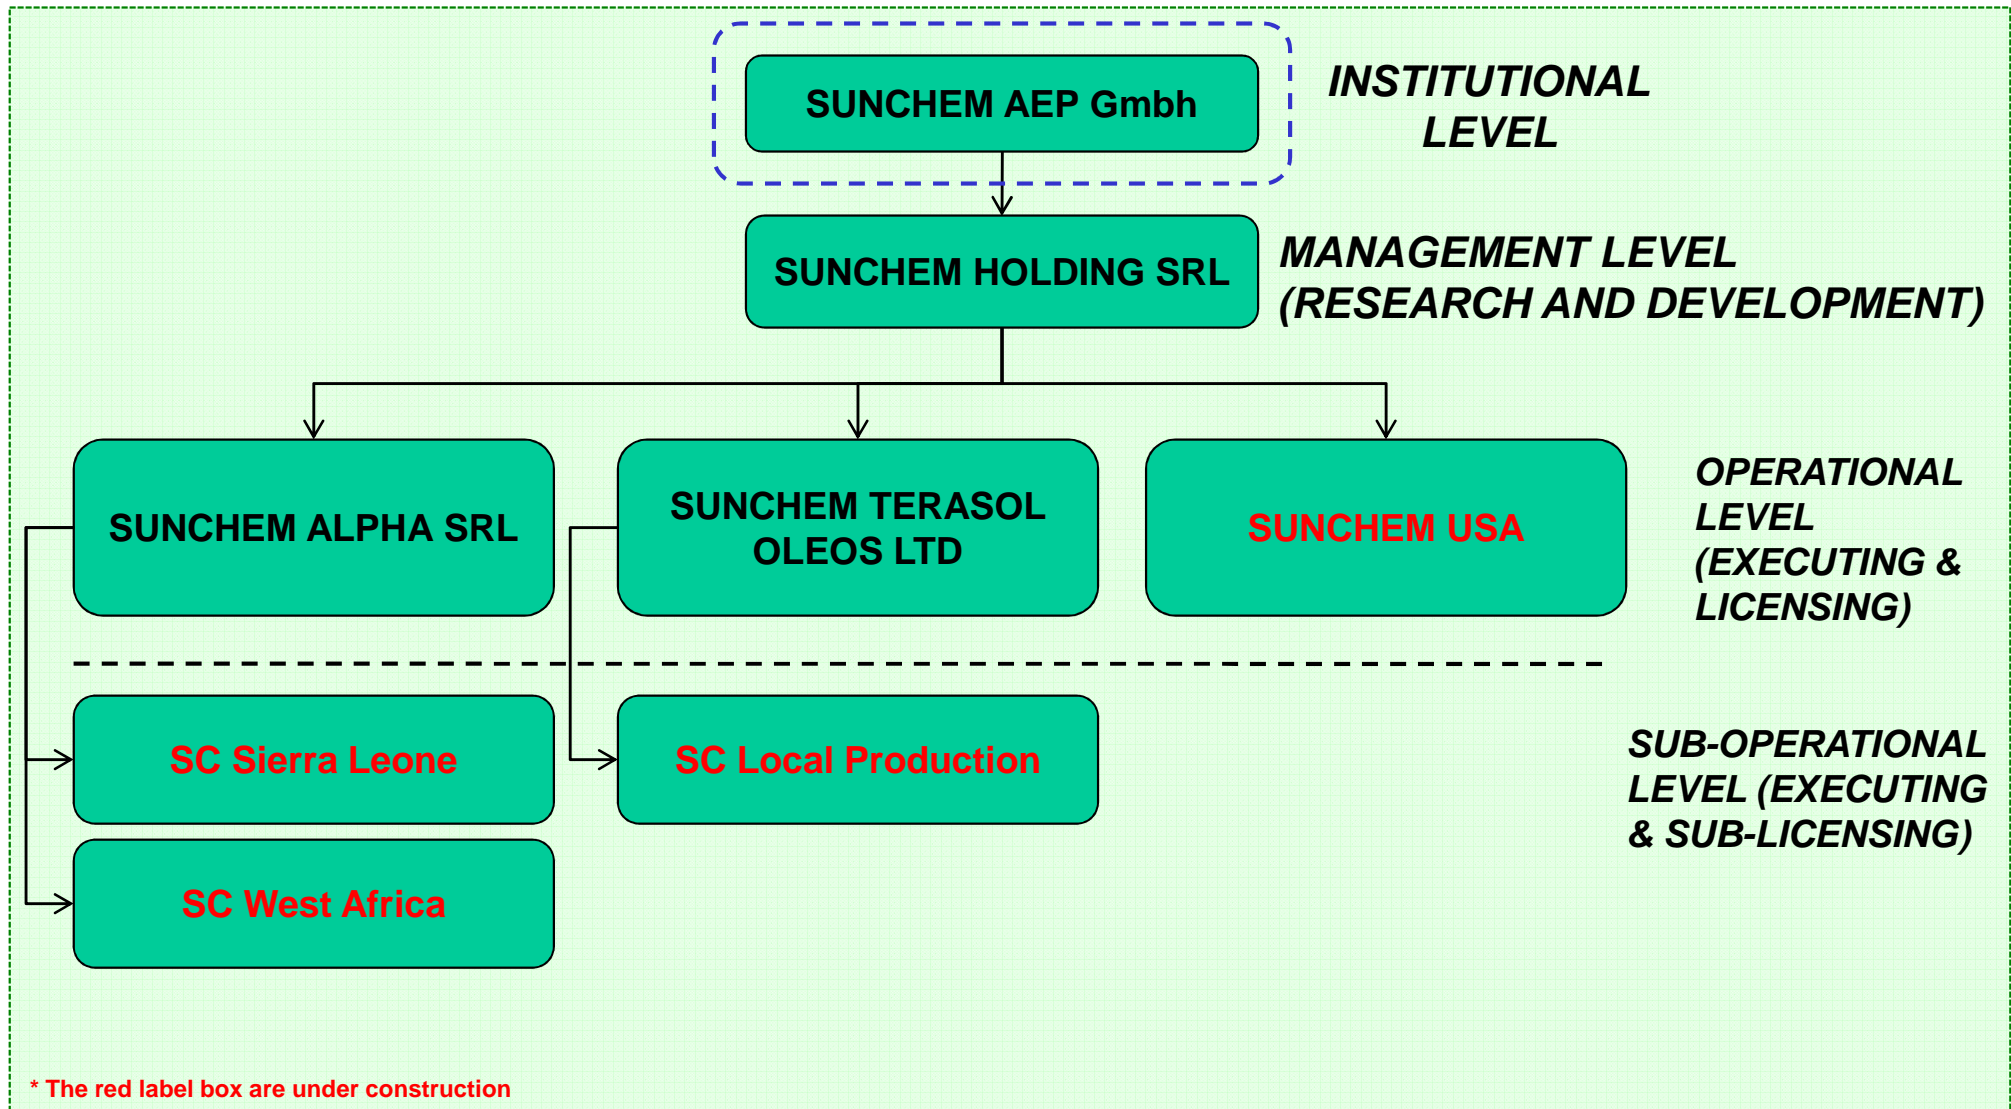 SUNCHEM AEP Gmbh
INSTITUTIONAL
LEVEL
SUNCHEM HOLDING SRL
MANAGEMENT LEVEL
(RESEARCH AND DEVELOPMENT)
SUNCHEM ALPHA SRL
SUNCHEM TERASOL
OLEOS LTD
SUNCHEM USA
OPERATIONAL
LEVEL
(EXECUTING &
LICENSING)
SC Sierra Leone
SC Local Production
SUB-OPERATIONAL
LEVEL (EXECUTING
& SUB-LICENSING)
SC West Africa
* The red label box are under construction